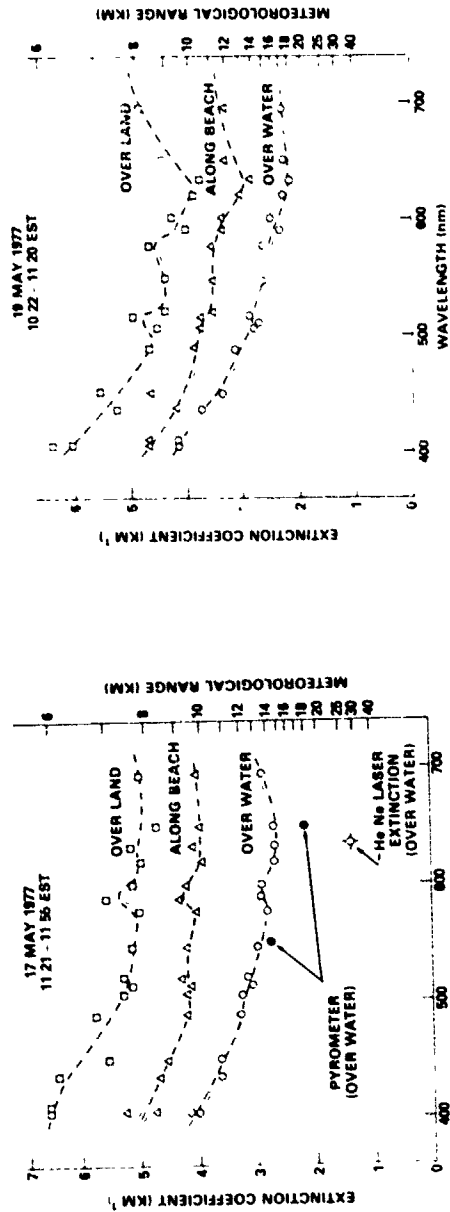 17 MAY 1977
11 21 - 11 56 EST
EXTINCTION COEFFICIENT (KM⁻¹)
7
6
5
4
3
2
1
0
400
500
600
700
OVER LAND
ALONG BEACH
OVER WATER
PYROMETER
(OVER WATER)
He Ne LASER
EXTINCTION
(OVER WATER)
METEOROLOGICAL RANGE (KM)
6
8
10
12
14
16
18
20
30
40
19 MAY 1977
10 22 - 11 20 EST
EXTINCTION COEFFICIENT (KM ¹)
6
5
4
3
2
1
0
400
500
600
700
WAVELENGTH (nm)
OVER LAND
ALONG BEACH
OVER WATER
METEOROLOGICAL RANGE (KM)
6
8
10
12
14
16
18
20
30
40